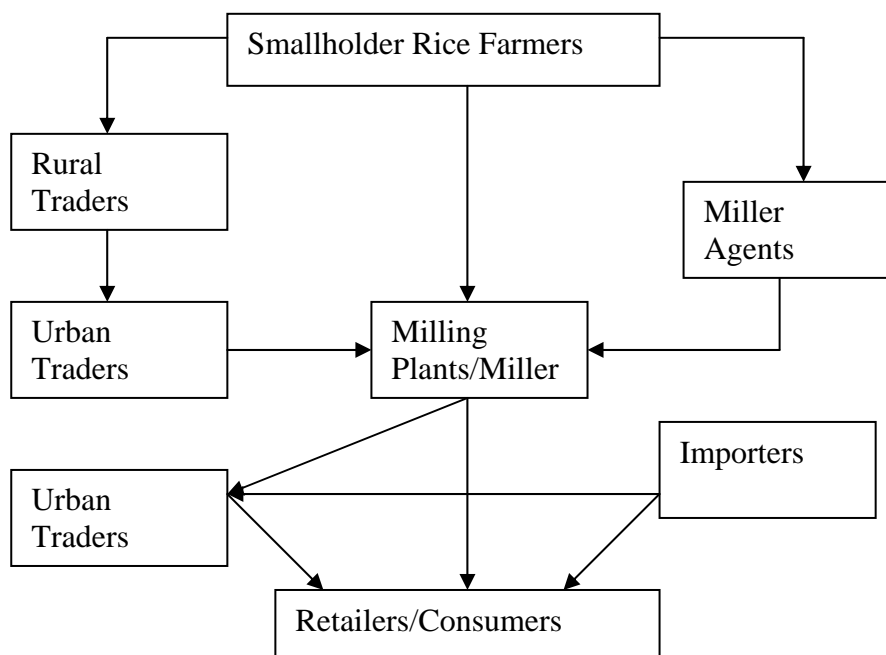 Smallholder Rice Farmers
Rural
Traders
Miller
Agents
Urban
Traders
Milling
Plants/Miller
Importers
Urban
Traders
Retailers/Consumers